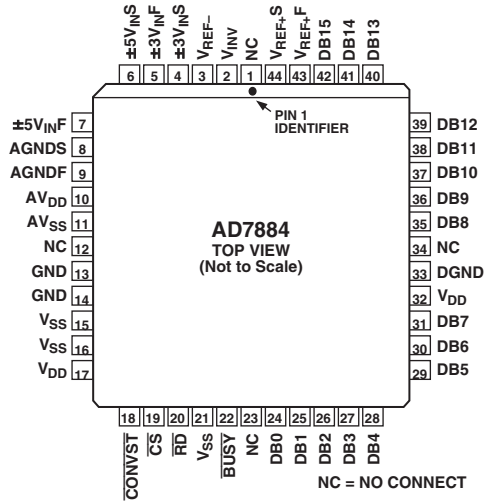 ±5VINS
±3VINF
±3VINS
VREF–
VINV
NC
VREF+S
VREF+F
DB15
DB14
DB13
6
5
4
3
2
1
44
43
42
41
40
PIN 1
IDENTIFIER
±5VINF 7
AGNDS 8
AGNDF 9
AVDD 10
AVSS 11
NC 12
GND 13
GND 14
VSS 15
VSS 16
VDD 17
AD7884
TOP VIEW
(Not to Scale)
39 DB12
38 DB11
37 DB10
36 DB9
35 DB8
34 NC
33 DGND
32 VDD
31 DB7
30 DB6
29 DB5
18
19
20
21
22
23
24
25
26
27
28
CONVST
CS
RD
VSS
BUSY
NC
DB0
DB1
DB2
DB3
DB4
NC = NO CONNECT